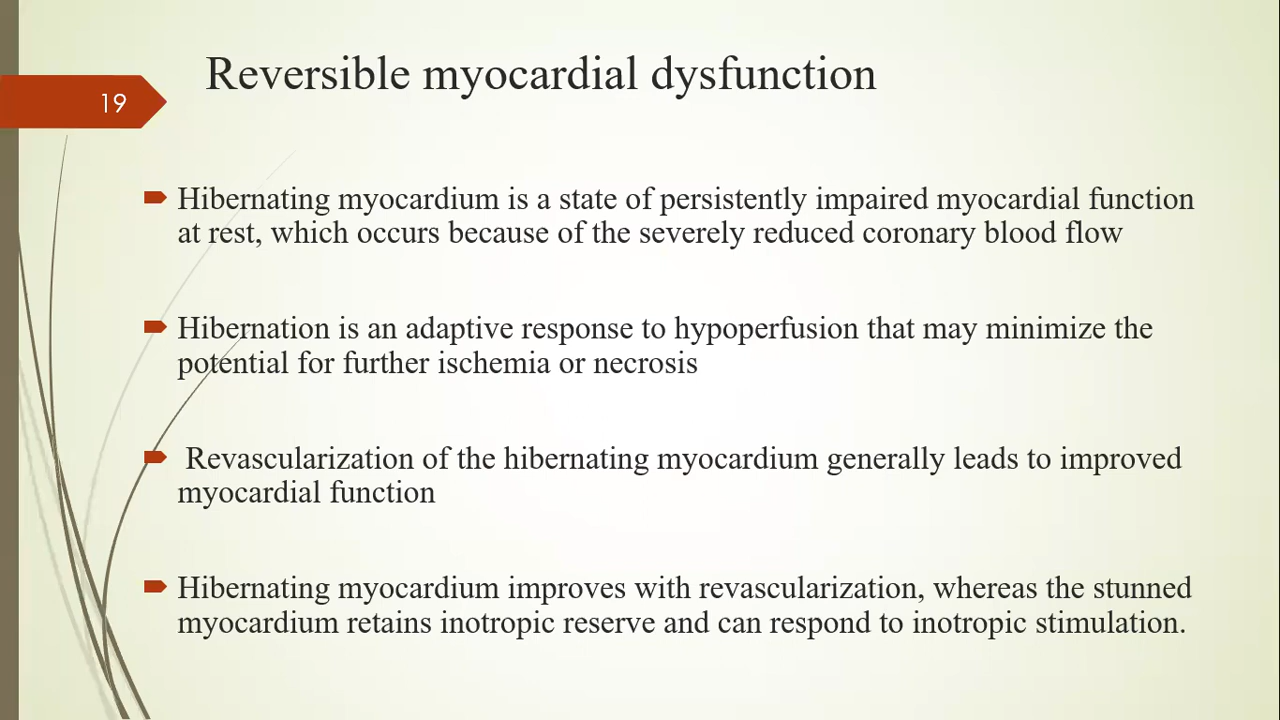 Reversible myocardial dysfunction
19
Hibernating myocardium is a state of persistently impaired myocardial function
at rest, which occurs because of the severely reduced coronary blood flow
Hibernation is an adaptive response to hypoperfusion that may minimize the
potential for further ischemia or necrosis
Revascularization of the hibernating myocardium generally leads to improved
myocardial function
Hibernating myocardium improves with revascularization, whereas the stunned
myocardium retains inotropic reserve and can respond to inotropic stimulation.